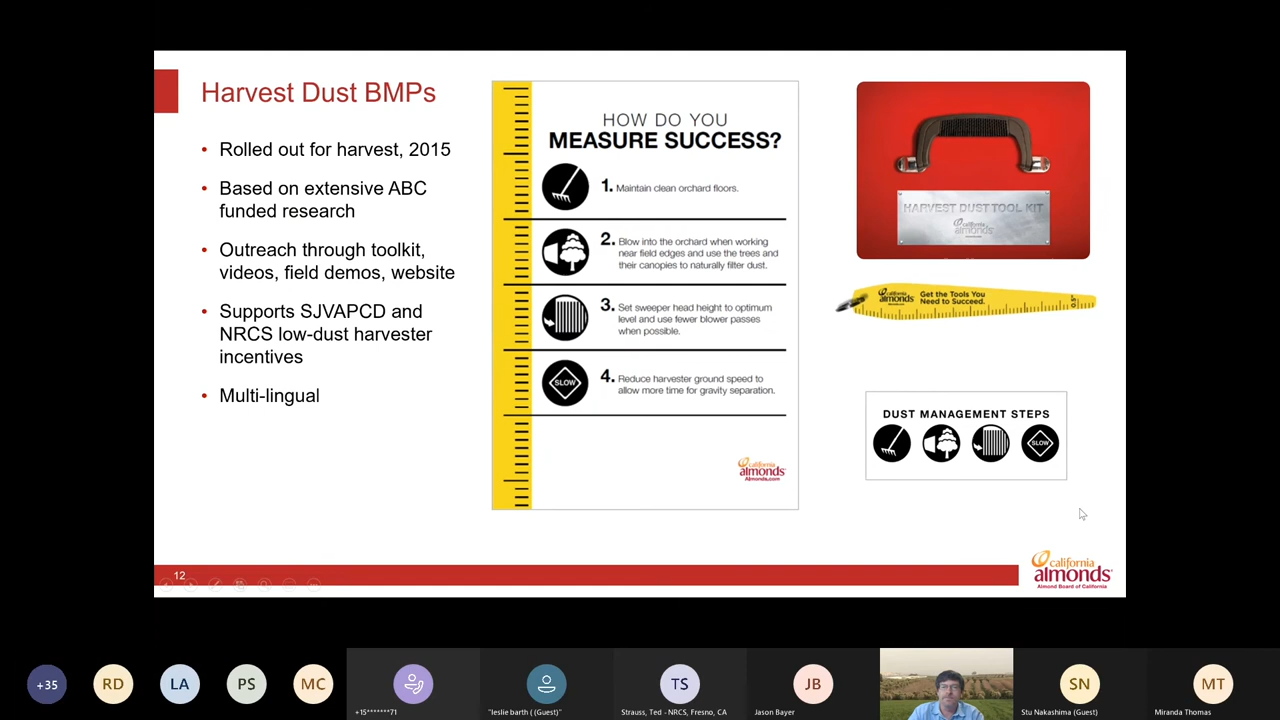 Harvest Dust BMPs
• Rolled out for harvest, 2015
• Based on extensive ABC
funded research
• Outreach through toolkit,
videos, field demos, website
• Supports SJVAPCD and
NRCS low-dust harvester
incentives
• Multi-lingual
HOW DO YOU
MEASURE SUCCESS?
1. Maintain clean orchard floors.
2. Blow into the orchard when working
near field edges and use the trees and
their canopies to naturally filter dust.
3. Set sweeper head height to optimum
level and use fewer blower passes
when possible.
SLOW
4. Reduce harvester ground speed to
allow more time for gravity separation.
california
almonds
Almonds.com
HARVEST DUST TOOL KIT
california
almonds
california
almonds
Get the Tools You
Need to Succeed.
0.5"
DUST MANAGEMENT STEPS
SLOW
12
california
almonds
Almond Board of California
+35
RD
LA
PS
MC
+15*******71
"leslie barth ( (Guest)"
TS
Strauss, Ted - NRCS, Fresno, CA
JB
Jason Bayer
SN
Stu Nakashima (Guest)
MT
Miranda Thomas